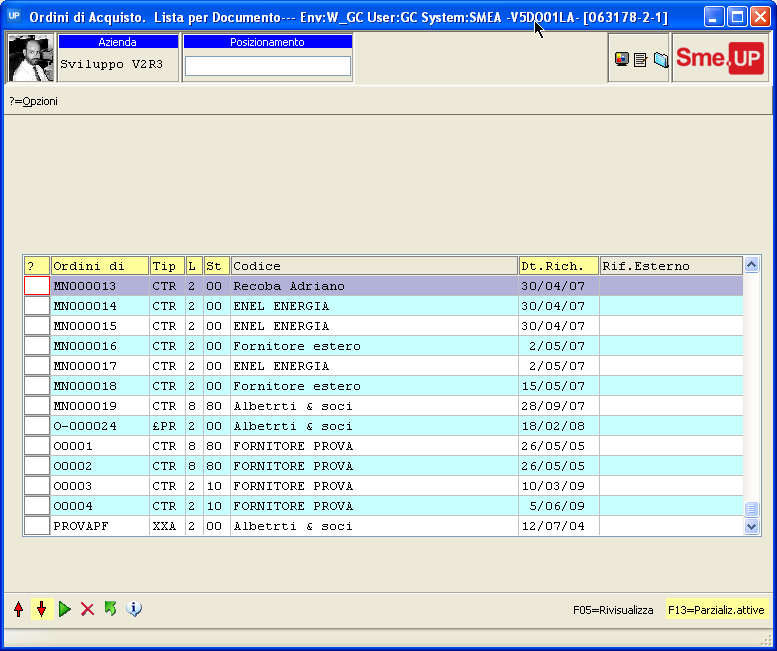 UP Ordini di Acquisto. Lista per Documento--- Env:W_GC User:GC System:SMEA -V5DO01LA- [063178-2-1]
Azienda Posizionamento
Sviluppo V2R3
Sme.UP
?=Opzioni
? Ordini di Tip L St Codice Dt.Rich. Rif.Esterno
MN000013 CTR 2 00 Recoba Adriano 30/04/07
MN000014 CTR 2 00 ENEL ENERGIA 30/04/07
MN000015 CTR 2 00 ENEL ENERGIA 30/04/07
MN000016 CTR 2 00 Fornitore estero 2/05/07
MN000017 CTR 2 00 ENEL ENERGIA 2/05/07
MN000018 CTR 2 00 Fornitore estero 15/05/07
MN000019 CTR 8 80 Albetrti & soci 28/09/07
O-000024 £PR 2 00 Albetrti & soci 18/02/08
O0001 CTR 8 80 FORNITORE PROVA 26/05/05
O0002 CTR 8 80 FORNITORE PROVA 26/05/05
O0003 CTR 2 10 FORNITORE PROVA 10/03/09
O0004 CTR 2 10 FORNITORE PROVA 5/06/09
PROVAPF XXA 2 00 Albetrti & soci 12/07/04
F05=Rivisualizza F13=Parzializ.attive